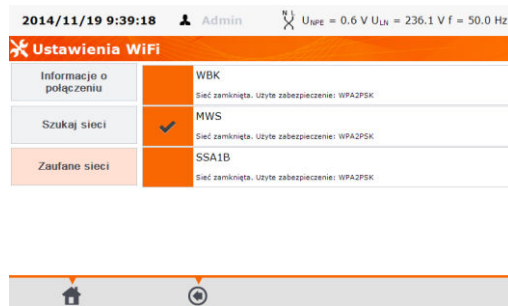 2014/11/19 9:39:18 Admin N L U NPE = 0.6 V U LN = 236.1 V f = 50.0 Hz
Ustawienia WiFi
Informacje o
połączeniu
WBK
Sieć zamknięta. Użyte zabezpieczenie: WPA2PSK
Szukaj sieci
MWS
Sieć zamknięta. Użyte zabezpieczenie: WPA2PSK
Zaufane sieci
SSA1B
Sieć zamknięta. Użyte zabezpieczenie: WPA2PSK